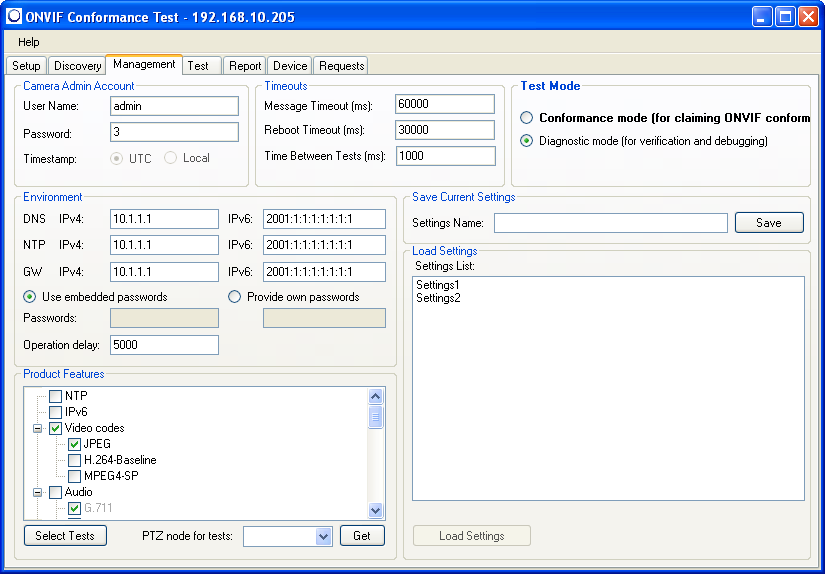 ONVIF Conformance Test - 192.168.10.205
Help
Setup Discovery Management Test Report Device Requests
Camera Admin Account
User Name: admin
Password: 3
Timestamp: UTC Local
Timeouts
Message Timeout (ms): 60000
Reboot Timeout (ms): 30000
Time Between Tests (ms): 1000
Test Mode
Conformance mode (for claiming ONVIF conform
Diagnostic mode (for verification and debugging)
Environment
DNS IPv4: 10.1.1.1 IPv6: 2001:1:1:1:1:1:1:1
NTP IPv4: 10.1.1.1 IPv6: 2001:1:1:1:1:1:1:1
GW IPv4: 10.1.1.1 IPv6: 2001:1:1:1:1:1:1:1
Use embedded passwords Provide own passwords
Passwords:
Operation delay: 5000
Save Current Settings
Settings Name: Save
Load Settings
Settings List:
Settings1
Settings2
Load Settings
Product Features
NTP
IPv6
Video codes
JPEG
H.264-Baseline
MPEG4-SP
Audio
G.711
Select Tests PTZ node for tests: Get